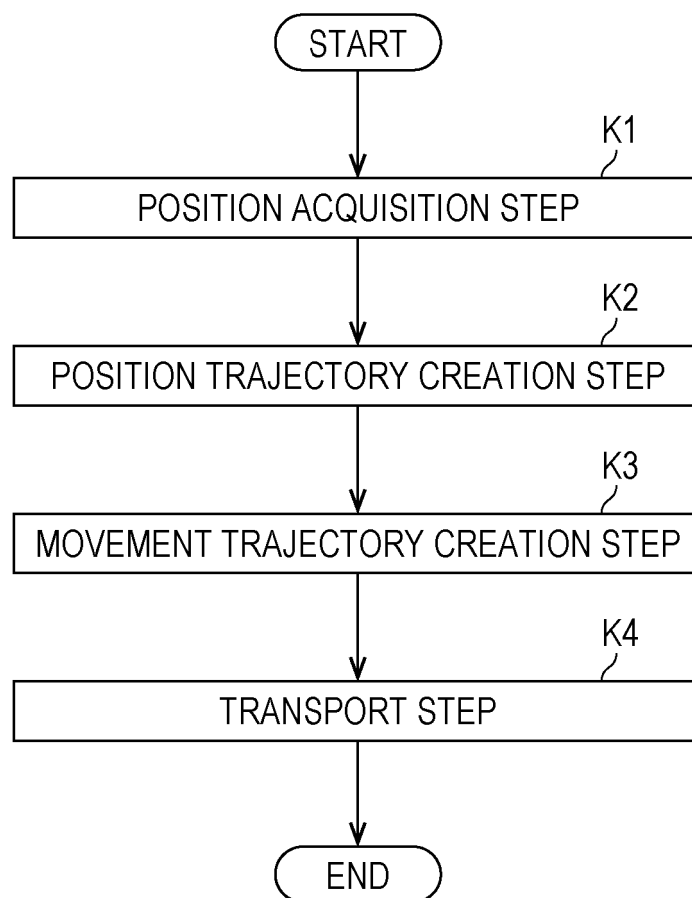 START
K1
POSITION ACQUISITION STEP
K2
POSITION TRAJECTORY CREATION STEP
K3
MOVEMENT TRAJECTORY CREATION STEP
K4
TRANSPORT STEP
END